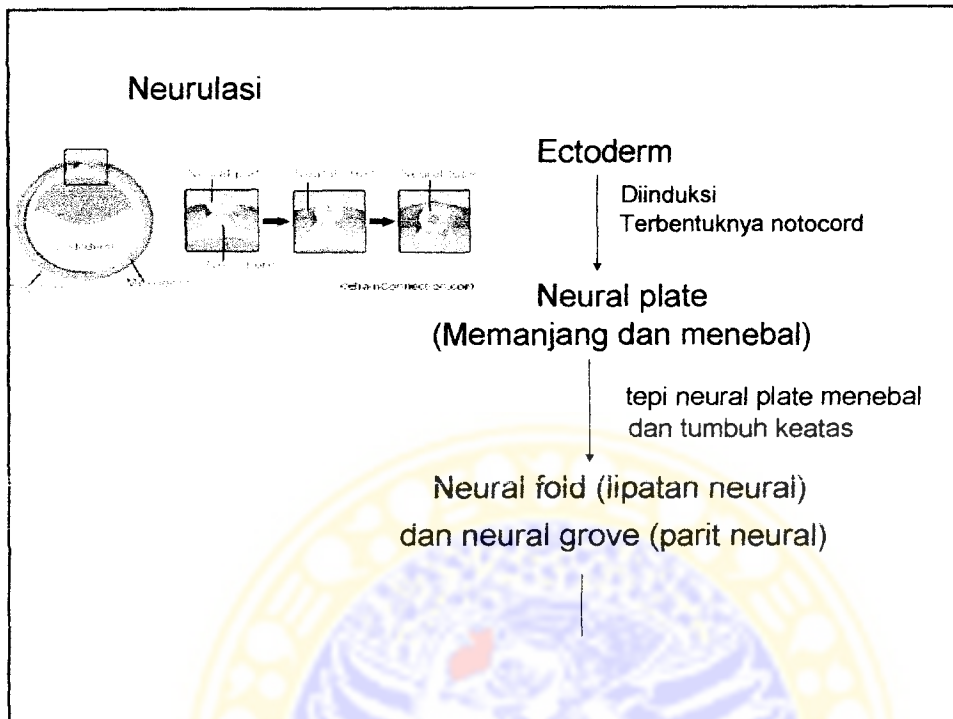 Neurulasi
Ectoderm
Diinduksi
Terbentuknya notocord
Neural plate
(Memanjang dan menebal)
tepi neural plate menebal
dan tumbuh keatas
Neural fold (lipatan neural)
dan neural grove (parit neural)